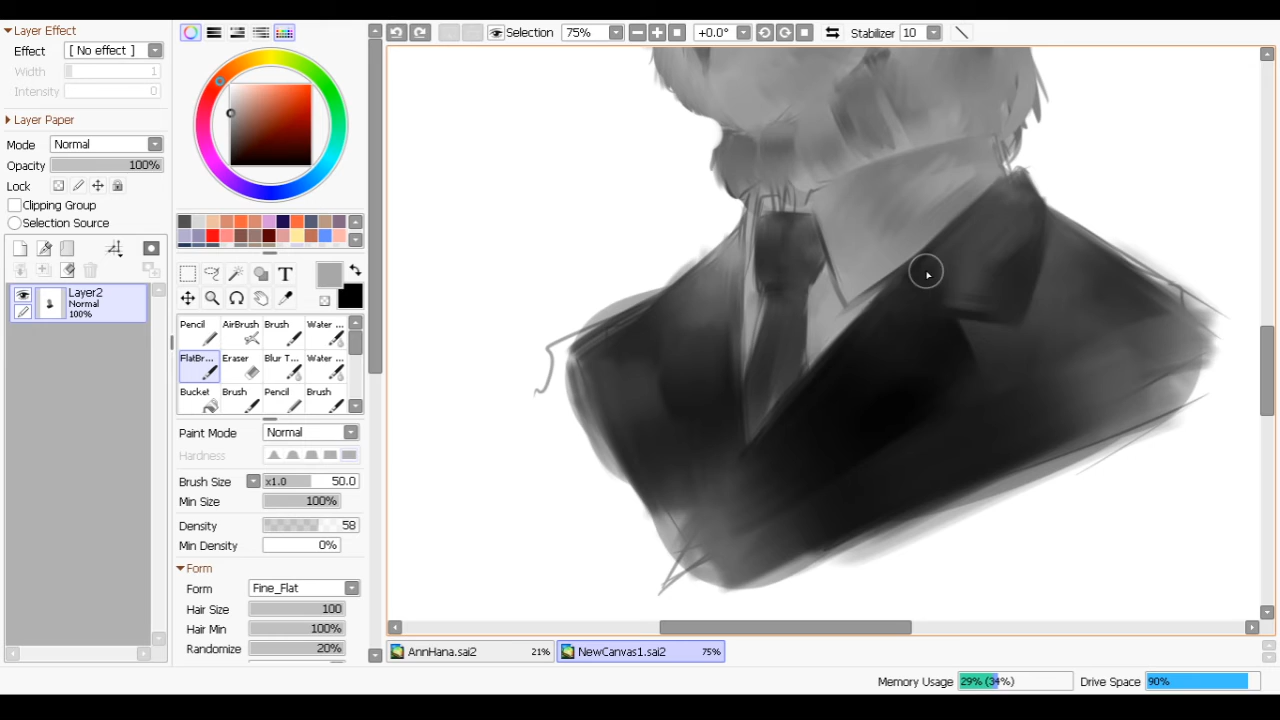 Layer Effect
Effect [ No effect ]
Width 1
Intensity 0
Layer Paper
Mode Normal
Opacity 100%
Lock
Clipping Group
Selection Source
Layer2
Normal
100%
T
Pencil AirBrush Brush Water ...
FlatBr... Eraser Blur T... Water ...
Bucket Brush Pencil Brush
Paint Mode Normal
Hardness
Brush Size x1.0 50.0
Min Size 100%
Density 58
Min Density 0%
Form
Form Fine_Flat
Hair Size 100
Hair Min 100%
Randomize 20%
Selection 75% +0.0° Stabilizer 10
AnnHana.sai2 21% NewCanvas1.sai2 75%
Memory Usage 29% (34%) Drive Space 90%